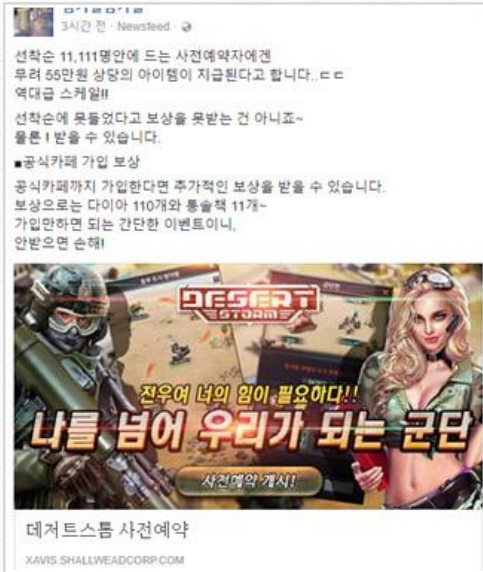 3시간 전 · Newsfeed ·
선착순 11,111명안에 드는 사전예약자에겐
무려 55만원 상당의 아이템이 지급된다고 합니다..ㄷㄷ
역대급 스케일!!
선착순에 못들었다고 보상을 못받는 건 아니죠~
물론 ! 받을 수 있습니다.
■공식카페 가입 보상
공식카페까지 가입한다면 추가적인 보상을 받을 수 있습니다.
보상으로는 다이아 110개와 통솔책 11개~
가입만하면 되는 간단한 이벤트이니,
안받으면 손해!
DESERT
STORM
전우여 너의 힘이 필요하다!!
나를 넘어 우리가 되는 군단
사전예약 개시!
데저트스톰 사전예약
XAVIS.SHALLWEADCORP.COM